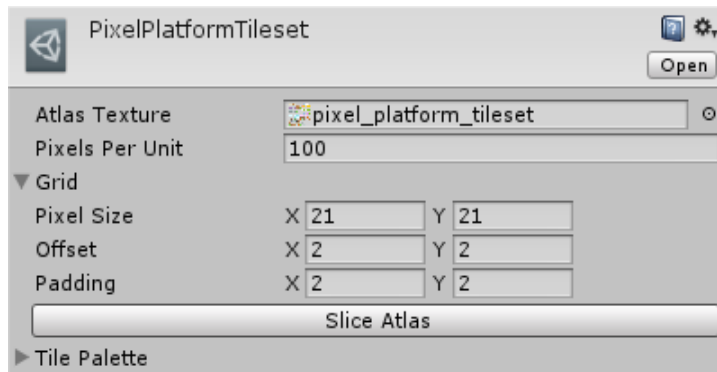 PixelPlatformTileset
Open
Atlas Texture pixel_platform_tileset
Pixels Per Unit 100
Grid
Pixel Size X 21 Y 21
Offset X 2 Y 2
Padding X 2 Y 2
Slice Atlas
Tile Palette